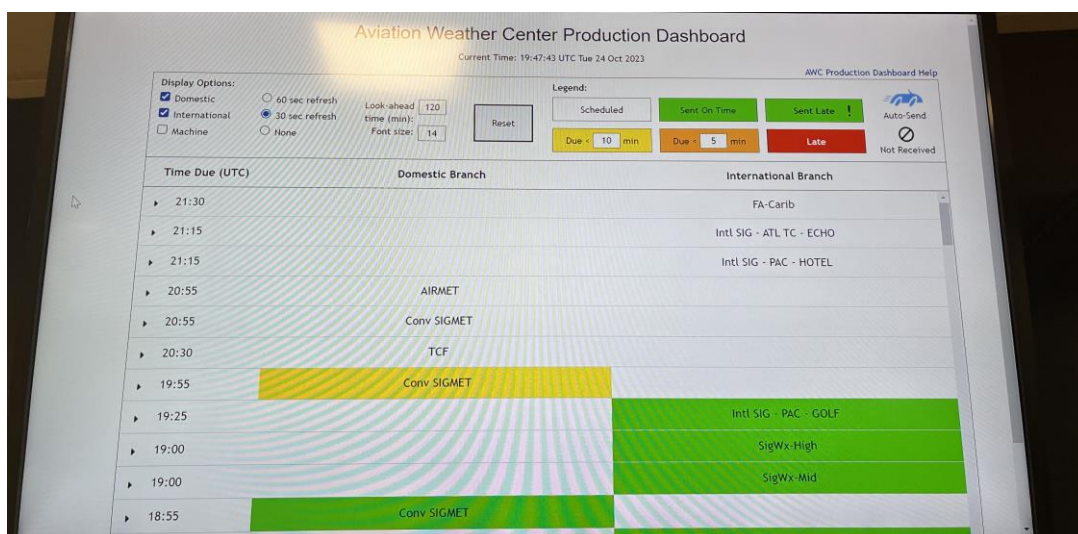 Aviation Weather Center Production Dashboard
Current Time: 19:47:43 UTC Tue 24 Oct 2023
AWC Production Dashboard Help
Display Options:
Domestic
International
Machine
60 sec refresh
30 sec refresh
None
Look-ahead time (min): 120
Font size: 14
Reset
Legend:
Scheduled
Sent On Time
Sent Late !
Due < 10 min
Due < 5 min
Late
Auto-Send
Not Received
Time Due (UTC) Domestic Branch International Branch
21:30 FA-Carib
21:15 Intl SIG - ATL TC - ECHO
21:15 Intl SIG - PAC - HOTEL
20:55 AIRMET
20:55 Conv SIGMET
20:30 TCF
19:55 Conv SIGMET
19:25 Intl SIG - PAC - GOLF
19:00 SigWx-High
19:00 SigWx-Mid
18:55 Conv SIGMET